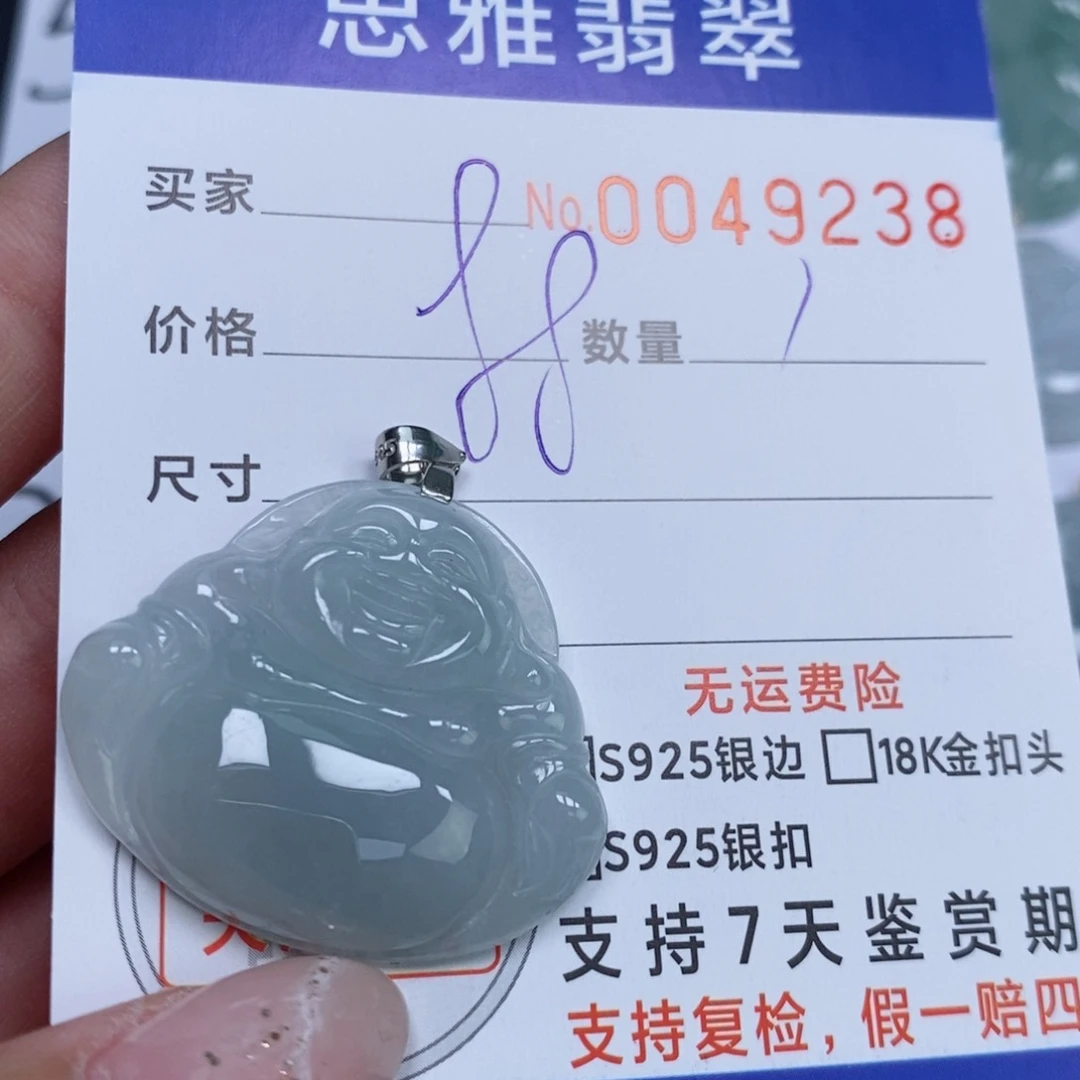 思雅翡翠
买家 No.0049238
价格 88 数量 1
尺寸
无运费险
S925银边 □18K金扣头
S925银扣
支持7天鉴赏期
支持复检，假一赔四